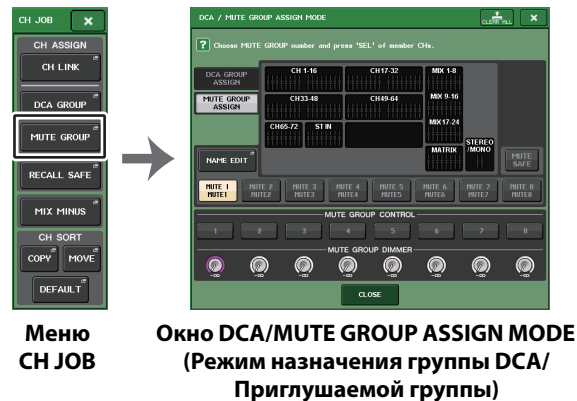 CH JOB
CH ASSIGN
CH LINK
DCA GROUP
MUTE GROUP
RECALL SAFE
MIX MINUS
CH SORT
COPY MOVE
DEFAULT
Меню
CH JOB
DCA / MUTE GROUP ASSIGN MODE
CLEAR ALL
? Choose MUTE GROUP number and press 'SEL' of member CHs.
DCA GROUP
ASSIGN
MUTE GROUP
ASSIGN
NAME EDIT
CH 1-16 CH17-32 MIX 1-8
CH33-48 CH49-64 MIX 9-16
CH65-72 ST IN MIX17-24
MATRIX STEREO
/MONO
MUTE
SAFE
MUTE 1 MUTE 2 MUTE 3 MUTE 4 MUTE 5 MUTE 6 MUTE 7 MUTE 8
MUTE1 MUTE2 MUTE3 MUTE4 MUTE5 MUTE6 MUTE7 MUTE8
MUTE GROUP CONTROL
1 2 3 4 5 6 7 8
MUTE GROUP DIMMER
-∞ -∞ -∞ -∞ -∞ -∞ -∞ -∞
CLOSE
Окно DCA/MUTE GROUP ASSIGN MODE
(Режим назначения группы DCA/
Приглушаемой группы)